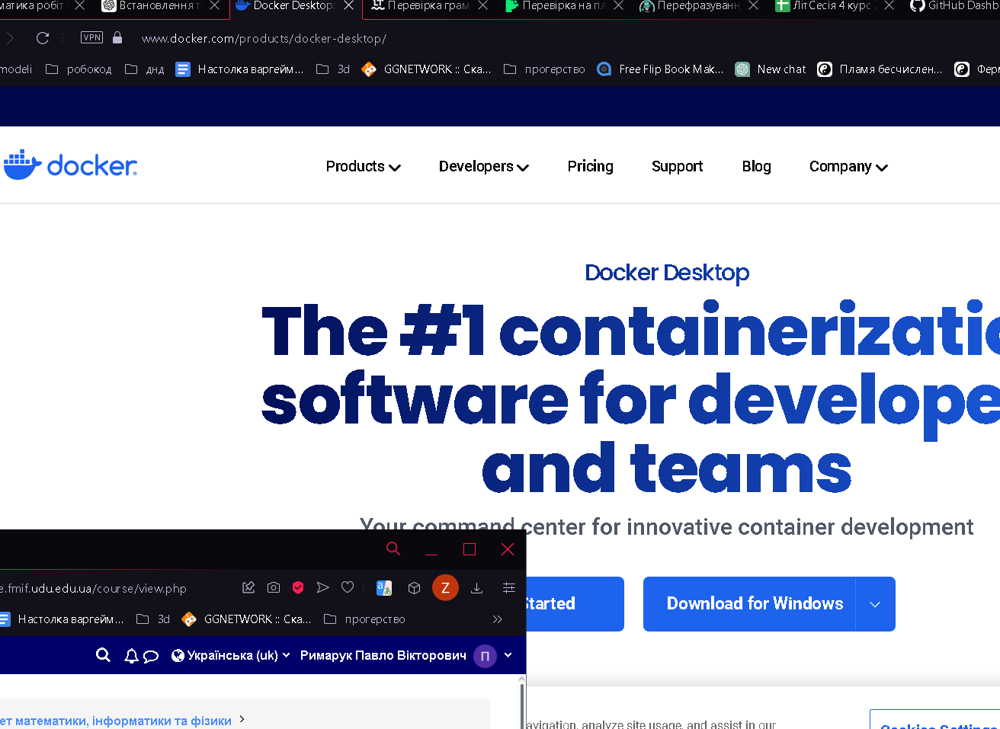 матика робіт
Встановлення т
Docker Desktop:
Перевірка грам
Перевірка на пл
Перефразуванн
ЛітСесія 4 курс
GitHub Dashb
VPN
www.docker.com/products/docker-desktop/
modeli
робокод
днд
Настолка варгейм...
3d
GGNETWORK :: Ска...
прогерство
Free Flip Book Mak...
New chat
Пламя бесчислен...
Ферм
docker
Products
Developers
Pricing
Support
Blog
Company
Docker Desktop
The #1 containerizatio
software for develope
and teams
Your command center for innovative container development
Started
Download for Windows
e.fmif.udu.edu.ua/course/view.php
Z
Настолка варгейм...
3d
GGNETWORK :: Ска...
прогерство
Українська (uk)
Римарук Павло Вікторович
П
ет математики, інформатики та фізики
avigation, analyze site usage, and assist in our
Cookies Settings